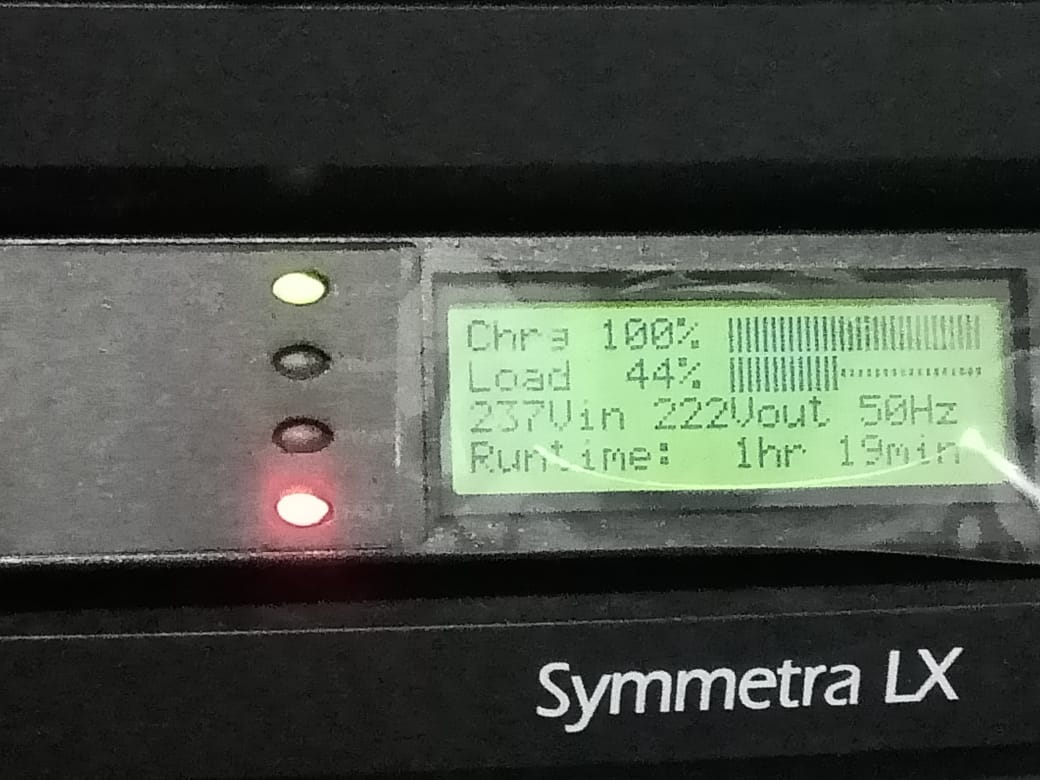 Chrg 100%
Load 44%
237Vin 222Vout 50Hz
Runtime: 1hr 19min
Symmetra LX